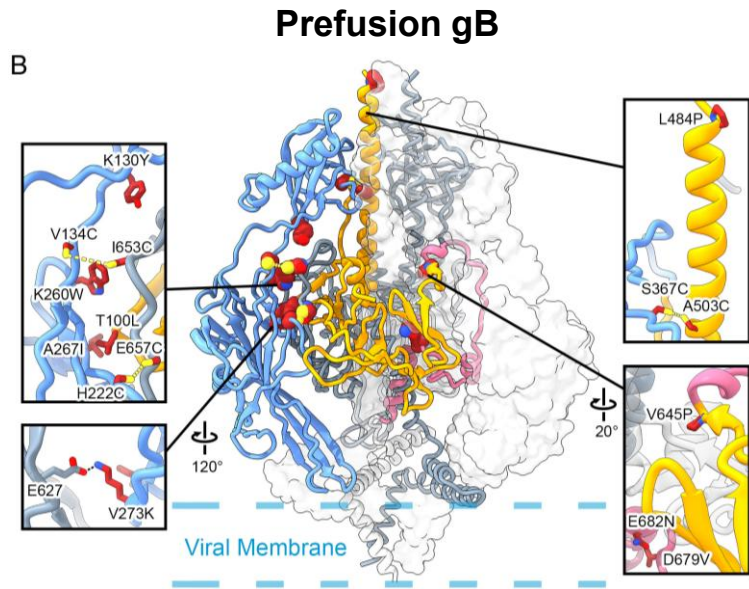 Prefusion gB
B
K130Y
V134C
I653C
K260W
T100L
A267I
E657C
H222C
E627
V273K
120°
Viral Membrane
L484P
S367C
A503C
20°
V645P
E682N
D679V